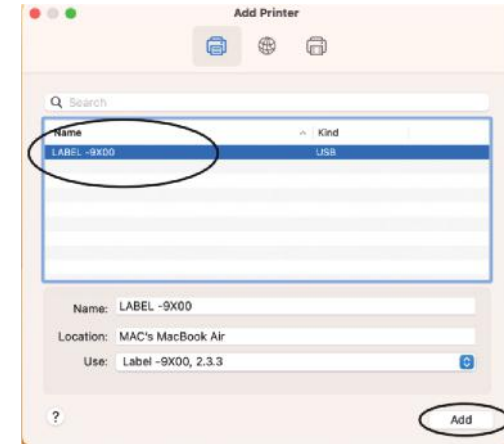 Add Printer
Search
Name Kind
LABEL -9X00 USB
Name: LABEL -9X00
Location: MAC's MacBook Air
Use: Label -9X00, 2.3.3
? Add